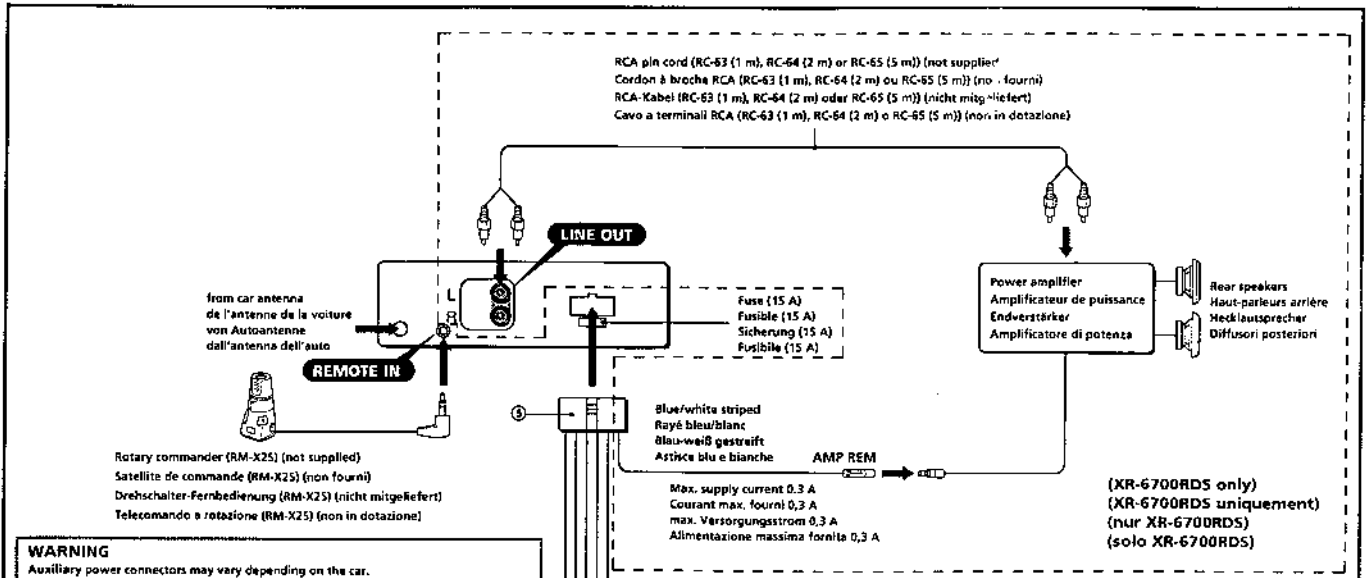 RCA pin cord (RC-63 (1 m), RC-64 (2 m) or RC-65 (5 m)) (not supplied
Cordon à broche RCA (RC-63 (1 m), RC-64 (2 m) ou RC-65 (5 m)) (no fourni)
RCA-Kabel (RC-63 (1 m), RC-64 (2 m) oder RC-65 (5 m)) (nicht mitgeliefert)
Cavo a terminali RCA (RC-63 (1 m), RC-64 (2 m) o RC-65 (5 m)) (non in dotazione)
LINE OUT
L
R
from car antenna
de l'antenne de la voiture
von Autoantenne
dall'antenna dell'auto
REMOTE IN
Fuse (15 A)
Fusible (15 A)
Sicherung (15 A)
Fusibile (15 A)
Power amplifier
Amplificateur de puissance
Endverstärker
Amplificatore di potenza
Rear speakers
Haut-parleurs arrière
Hecklautsprecher
Diffusori posteriori
Rotary commander (RM-X2S) (not supplied)
Satellite de commande (RM-X2S) (non fourni)
Drehschalter-Fernbedienung (RM-X2S) (nicht mitgeliefert)
Telecomando a rotazione (RM-X2S) (non in dotazione)
5
Blue/white striped
Rayé bleu/blanc
Blau-weiß gestreift
Astisce blu e bianche
AMP REM
Max. supply current 0.3 A
Courant max. fourni 0,3 A
max. Versorgungsstrom 0,3 A
Alimentazione massima fornita 0,3 A
(XR-6700RDS only)
(XR-6700RDS uniquement)
(nur XR-6700RDS)
(solo XR-6700RDS)
WARNING
Auxiliary power connectors may vary depending on the car.